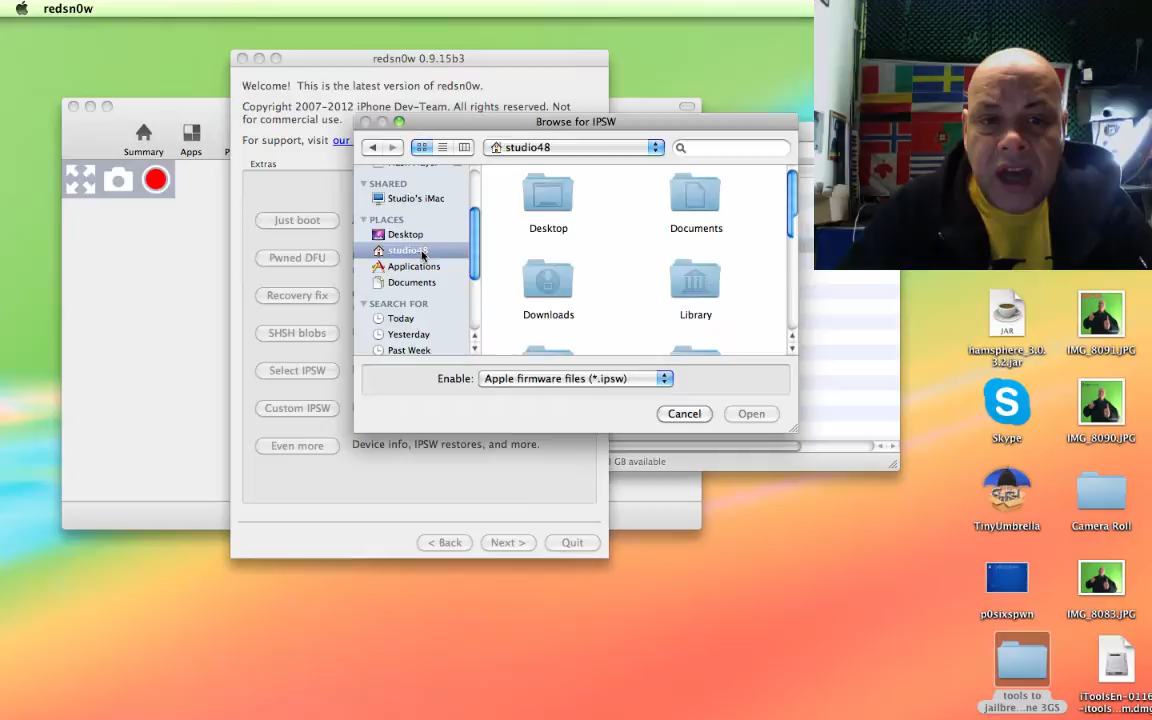 redsn0w
redsn0w 0.9.15b3
Welcome! This is the latest version of redsn0w.
Copyright 2007-2012 iPhone Dev-Team. All rights reserved. Not
for commercial use.
For support, visit our
Extras
Just boot
Pwned DFU
Recovery fix
SHSH blobs
Select IPSW
Custom IPSW
Even more
Device info, IPSW restores, and more.
< Back
Next >
Quit
Summary
Apps
Browse for IPSW
studio48
SHARED
Studio's iMac
PLACES
Desktop
studio48
Applications
Documents
SEARCH FOR
Today
Yesterday
Past Week
Desktop
Documents
Downloads
Library
Enable:
Apple firmware files (*.ipsw)
Cancel
Open
GB available
JAR
hamsphere_3.0.
3.2.jar
IMG_8091.JPG
Skype
IMG_8090.JPG
TinyUmbrella
Camera Roll
p0sixspwn
IMG_8083.JPG
tools to
jailbre...ne 3GS
iToolsEn-0116
-itools...m.dmg